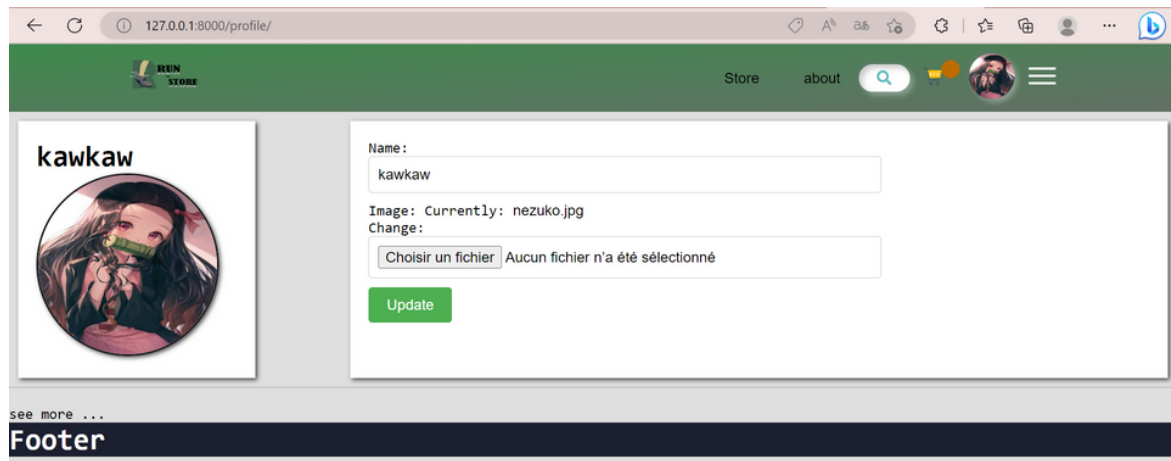 127.0.0.1:8000/profile/
RUN
STORE
Store about
kawkaw
Name:
kawkaw
Image: Currently: nezuko.jpg
Change:
Choisir un fichier Aucun fichier n'a été sélectionné
Update
see more ...
Footer